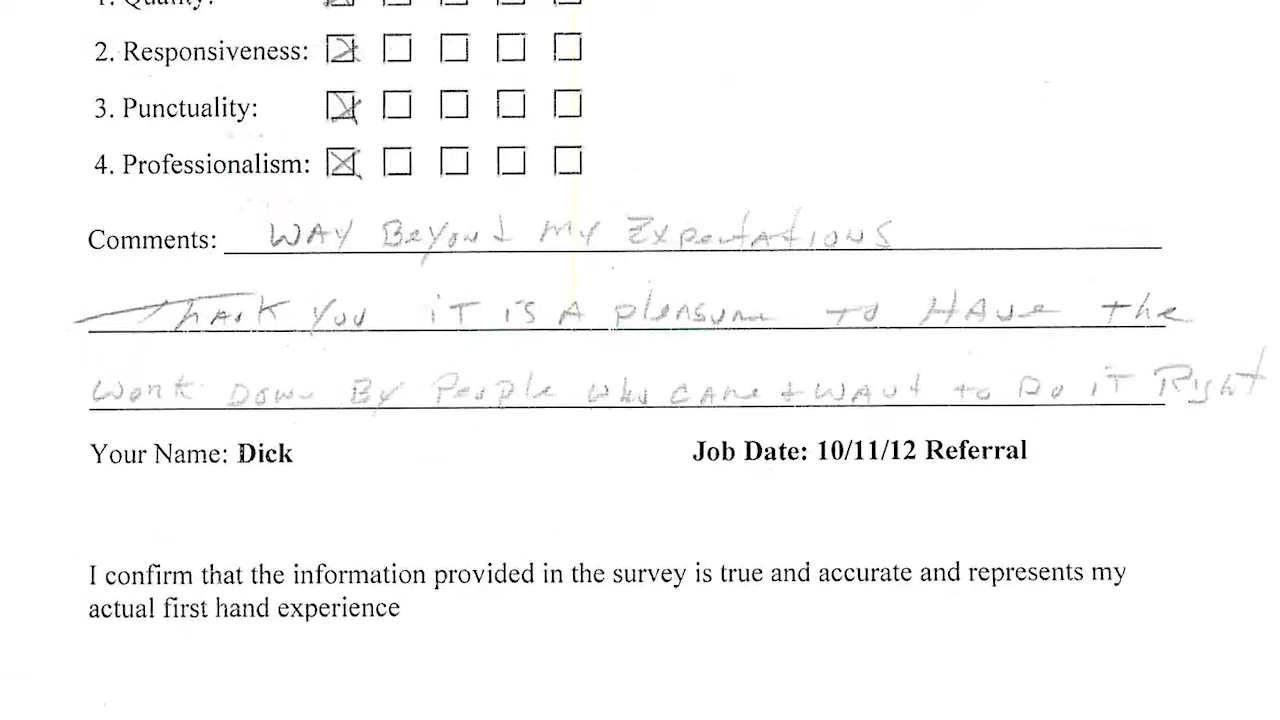 1. Quality:
2. Responsiveness:
3. Punctuality:
4. Professionalism:
Comments: WAY BeYond MY ExpectAtions
ThAnk You iT is A pleAsure To HAve the
Work Down By People who CAre + WAnt to Do iT Right
Your Name: Dick Job Date: 10/11/12 Referral
I confirm that the information provided in the survey is true and accurate and represents my
actual first hand experience